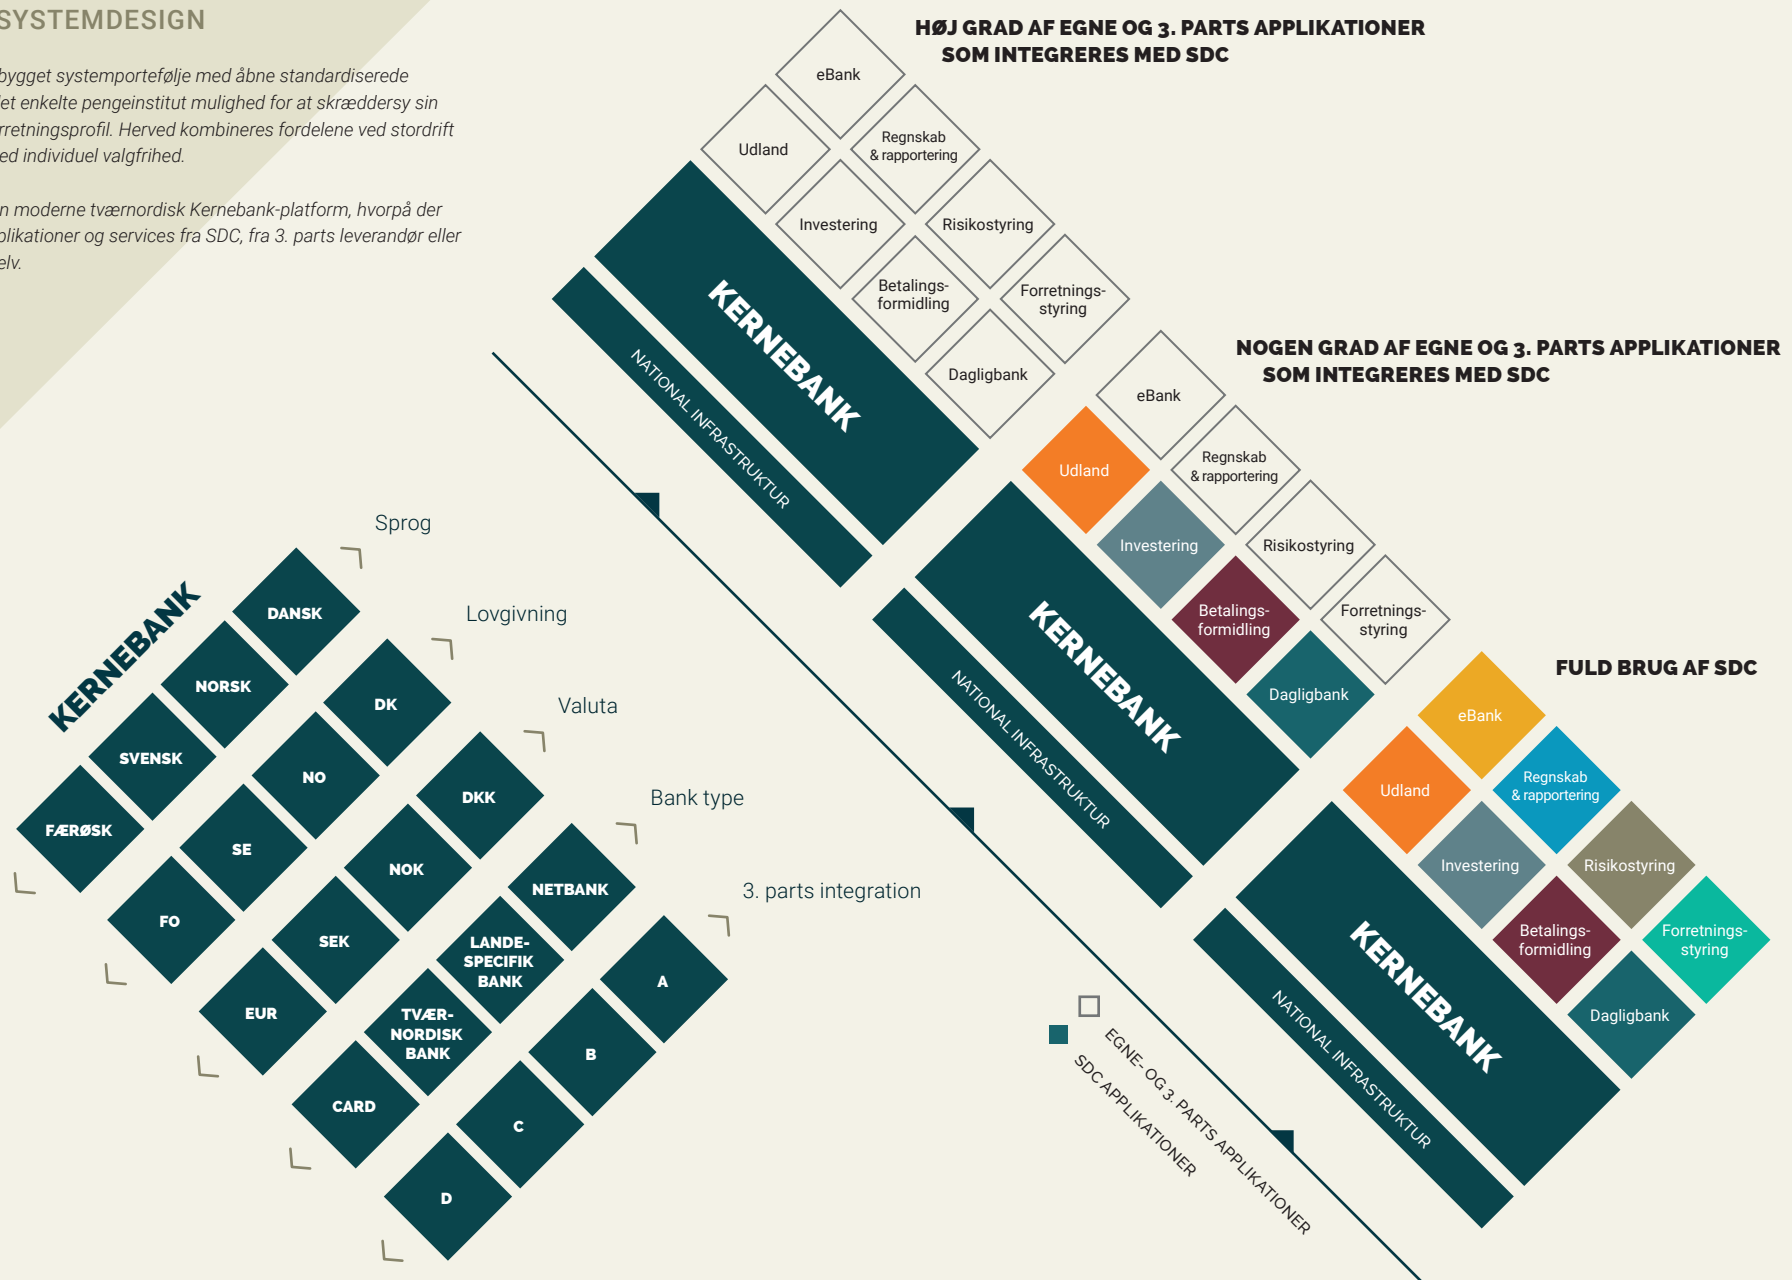 SYSTEMDESIGN
bygget systemportefølje med åbne standardiserede
let enkelte pengeinstitut mulighed for at skræddersy sin
rretningsprofil. Herved kombineres fordelene ved stordrift
ed individuel valgfrihed.
n moderne tværnordisk Kernebank-platform, hvorpå der
plikationer og services fra SDC, fra 3. parts leverandør eller
elv.
HØJ GRAD AF EGNE OG 3. PARTS APPLIKATIONER
SOM INTEGRERES MED SDC
eBank
Udland
Regnskab
& rapportering
Investering
Risikostyring
Betalings-
formidling
Forretnings-
styring
Dagligbank
KERNEBANK
NATIONAL INFRASTRUKTUR
NOGEN GRAD AF EGNE OG 3. PARTS APPLIKATIONER
SOM INTEGRERES MED SDC
eBank
Udland
Regnskab
& rapportering
Investering
Risikostyring
Betalings-
formidling
Forretnings-
styring
Dagligbank
KERNEBANK
NATIONAL INFRASTRUKTUR
FULD BRUG AF SDC
eBank
Udland
Regnskab
& rapportering
Investering
Risikostyring
Betalings-
formidling
Forretnings-
styring
Dagligbank
KERNEBANK
NATIONAL INFRASTRUKTUR
EGNE- OG 3. PARTS APPLIKATIONER
SDC APPLIKATIONER
KERNEBANK
Sprog
DANSK
NORSK
SVENSK
FÆRØSK
Lovgivning
DK
NO
SE
FO
Valuta
DKK
NOK
SEK
EUR
Bank type
NETBANK
LANDE-
SPECIFIK
BANK
TVÆR-
NORDISK
BANK
CARD
3. parts integration
A
B
C
D